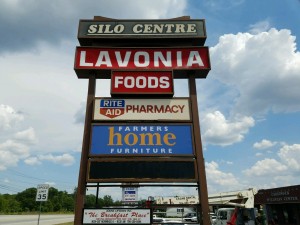 SILO CENTRE
LAVONIA
FOODS
RITE AID PHARMACY
FARMERS
home
FURNITURE
The Breakfast Place
35